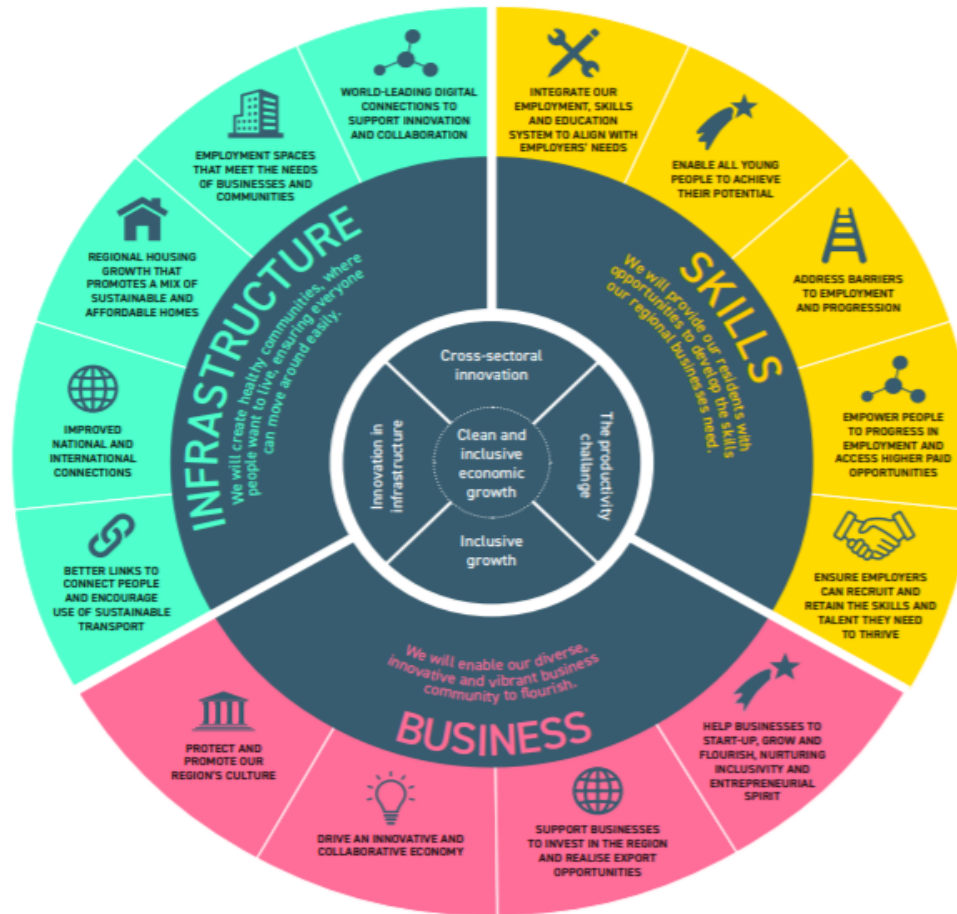 WORLD-LEADING DIGITAL
CONNECTIONS TO
SUPPORT INNOVATION
AND COLLABORATION
EMPLOYMENT SPACES
THAT MEET THE NEEDS
OF BUSINESSES AND
COMMUNITIES
REGIONAL HOUSING
GROWTH THAT
PROMOTES A MIX OF
SUSTAINABLE AND
AFFORDABLE HOMES
IMPROVED
NATIONAL AND
INTERNATIONAL
CONNECTIONS
BETTER LINKS TO
CONNECT PEOPLE
AND ENCOURAGE
USE OF SUSTAINABLE
TRANSPORT
INFRASTRUCTURE
We will create healthy communities, where
people want to live, ensuring everyone
can move around easily.
INTEGRATE OUR
EMPLOYMENT, SKILLS
AND EDUCATION
SYSTEM TO ALIGN WITH
EMPLOYERS' NEEDS
ENABLE ALL YOUNG
PEOPLE TO ACHIEVE
THEIR POTENTIAL
ADDRESS BARRIERS
TO EMPLOYMENT
AND PROGRESSION
EMPOWER PEOPLE
TO PROGRESS IN
EMPLOYMENT AND
ACCESS HIGHER PAID
OPPORTUNITIES
ENSURE EMPLOYERS
CAN RECRUIT AND
RETAIN THE SKILLS AND
TALENT THEY NEED
TO THRIVE
SKILLS
We will provide our residents with
opportunities to develop the skills
our regional businesses need.
Cross-sectoral
innovation
Innovation in
infrastructure
Clean and
inclusive
economic
growth
The productivity
challange
Inclusive
growth
We will enable our diverse,
innovative and vibrant business
community to flourish.
BUSINESS
PROTECT AND
PROMOTE OUR
REGION'S CULTURE
DRIVE AN INNOVATIVE AND
COLLABORATIVE ECONOMY
SUPPORT BUSINESSES
TO INVEST IN THE REGION
AND REALISE EXPORT
OPPORTUNITIES
HELP BUSINESSES TO
START-UP, GROW AND
FLOURISH, NURTURING
INCLUSIVITY AND
ENTREPRENEURIAL
SPIRIT